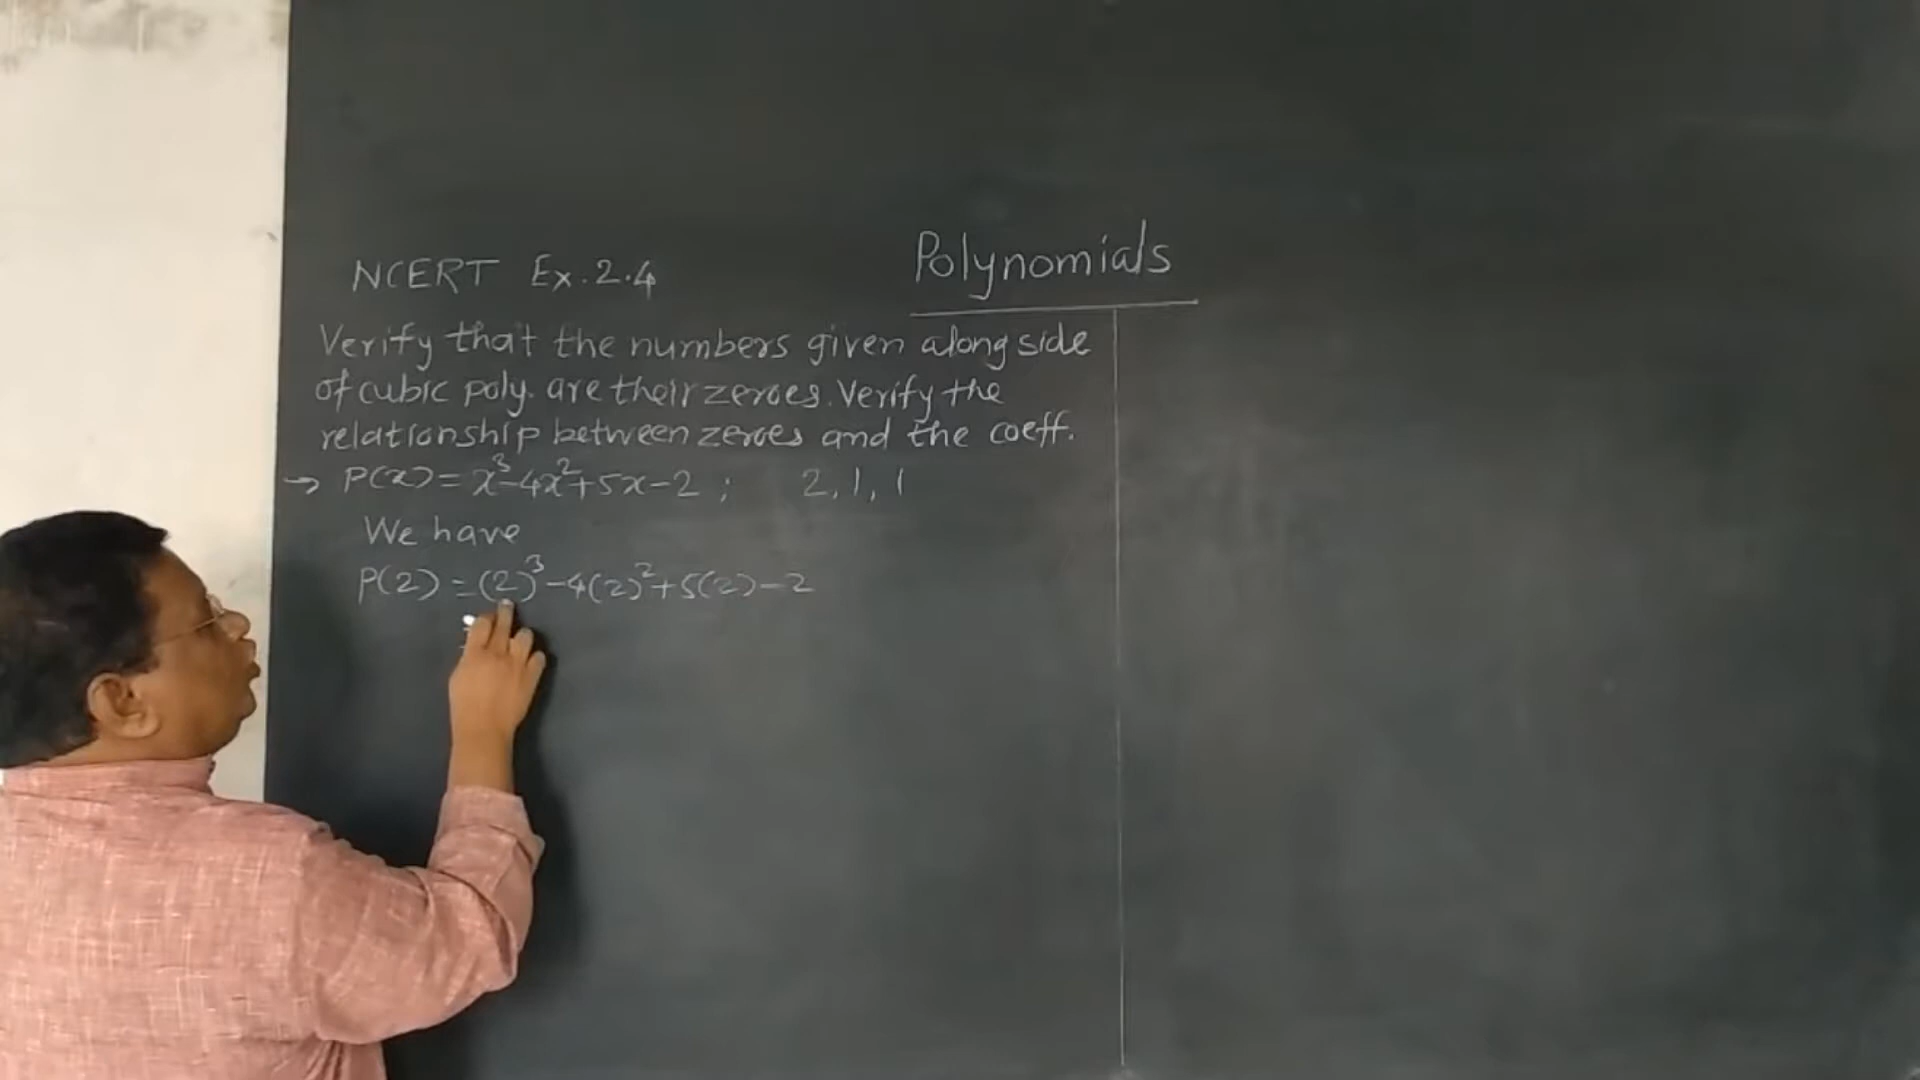 Polynomials
NCERT Ex. 2.4
Verify that the numbers given along side
of cubic poly. are their zeroes. Verify the
relationship between zeroes and the coeff.
→ P(x) = x³-4x²+5x-2 ; 2, 1, 1
We have
P(2) = (2)³-4(2)²+5(2)-2
=